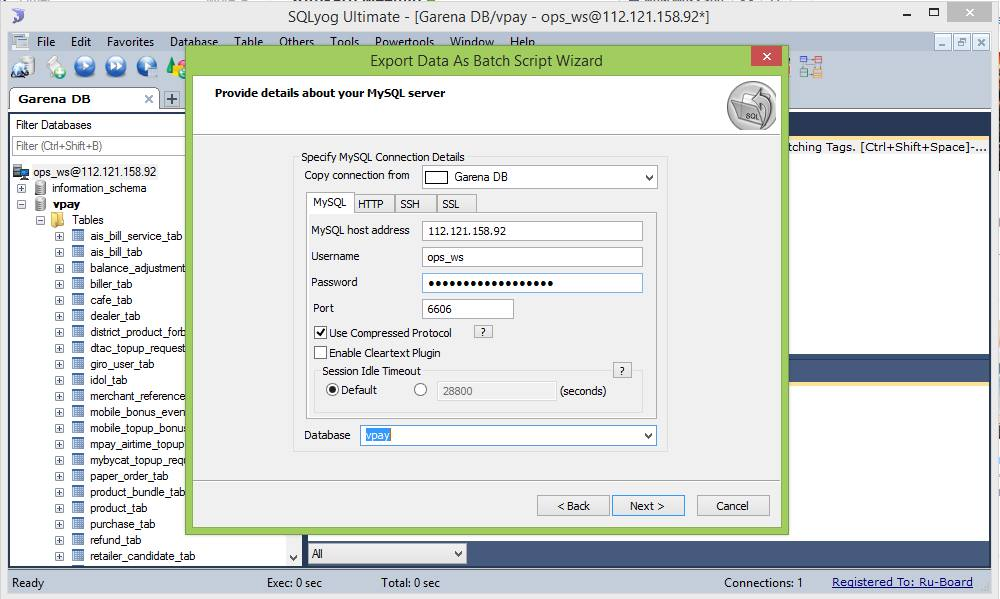 SQLyog Ultimate - [Garena DB/vpay - ops_ws@112.121.158.92*]
File Edit Favorites Database Table Others Tools Powertools Window Help
Export Data As Batch Script Wizard
Garena DB
Provide details about your MySQL server
SQL
Filter Databases
Filter (Ctrl+Shift+B)
tching Tags. [Ctrl+Shift+Space]-...
ops_ws@112.121.158.92
information_schema
vpay
Tables
ais_bill_service_tab
ais_bill_tab
balance_adjustment
biller_tab
cafe_tab
dealer_tab
district_product_forb
dtac_topup_request
giro_user_tab
idol_tab
merchant_reference
mobile_bonus_even
mobile_topup_bonus
mpay_airtime_topup
mybycat_topup_requ
paper_order_tab
product_bundle_tab
product_tab
purchase_tab
refund_tab
retailer_candidate_tab
Specify MySQL Connection Details
Copy connection from Garena DB
MySQL HTTP SSH SSL
MySQL host address 112.121.158.92
Username ops_ws
Password ●●●●●●●●●●●●●●●●●●
Port 6606
Use Compressed Protocol ?
Enable Cleartext Plugin
Session Idle Timeout ?
Default 28800 (seconds)
Database vpay
< Back Next > Cancel
All
Ready Exec: 0 sec Total: 0 sec Connections: 1 Registered To: Ru-Board